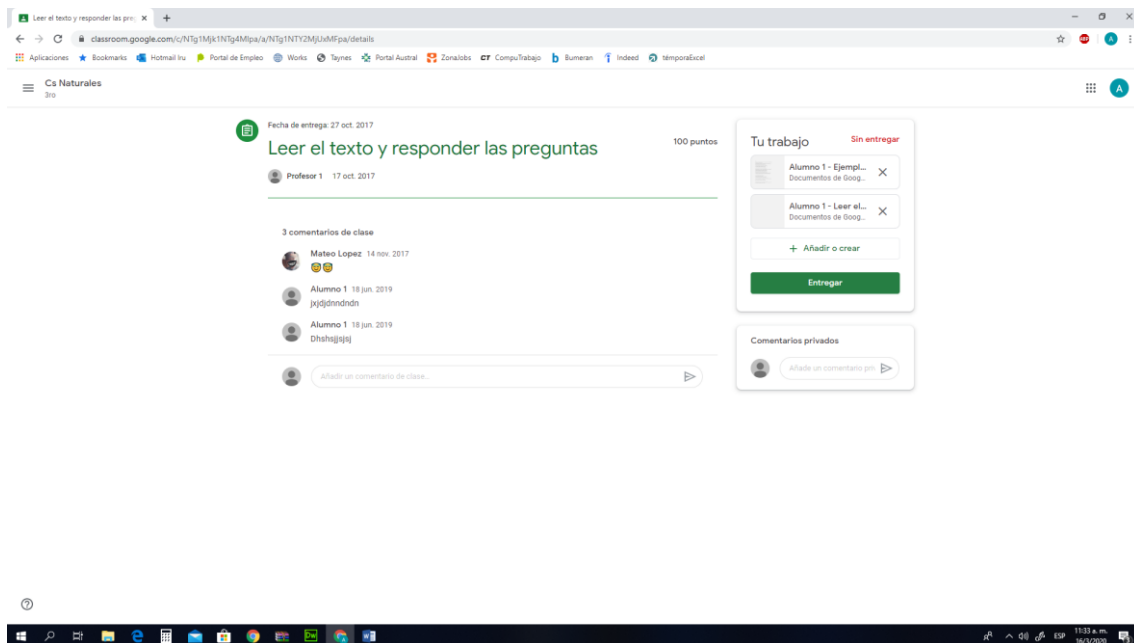 Leer el texto y responder las preg
classroom.google.com/c/NTg1Mjk1NTg4Mlpa/a/NTg1NTY2MjUsMFpa/details
Aplicaciones Bookmarks Hotmail Iru Portal de Empleo Works Taynes Portal Austral Zonalobs CT CompuTrabajo Bumeran Indeed témporaExcel
Cs Naturales
3ro
A
Fecha de entrega: 27 oct. 2017
Leer el texto y responder las preguntas
100 puntos
Profesor 1 17 oct. 2017
3 comentarios de clase
Mateo Lopez 14 nov. 2017
Alumno 1 18 jun. 2019
jxjdjdnndndn
Alumno 1 18 jun. 2019
Dhshsjjsjsj
Añadir un comentario de clase...
Tu trabajo Sin entregar
Alumno 1 - Ejempl...
Documentos de Goog...
Alumno 1 - Leer el...
Documentos de Goog...
+ Añadir o crear
Entregar
Comentarios privados
Añade un comentario pri
ESP 11:33 a. m.
16/3/2020